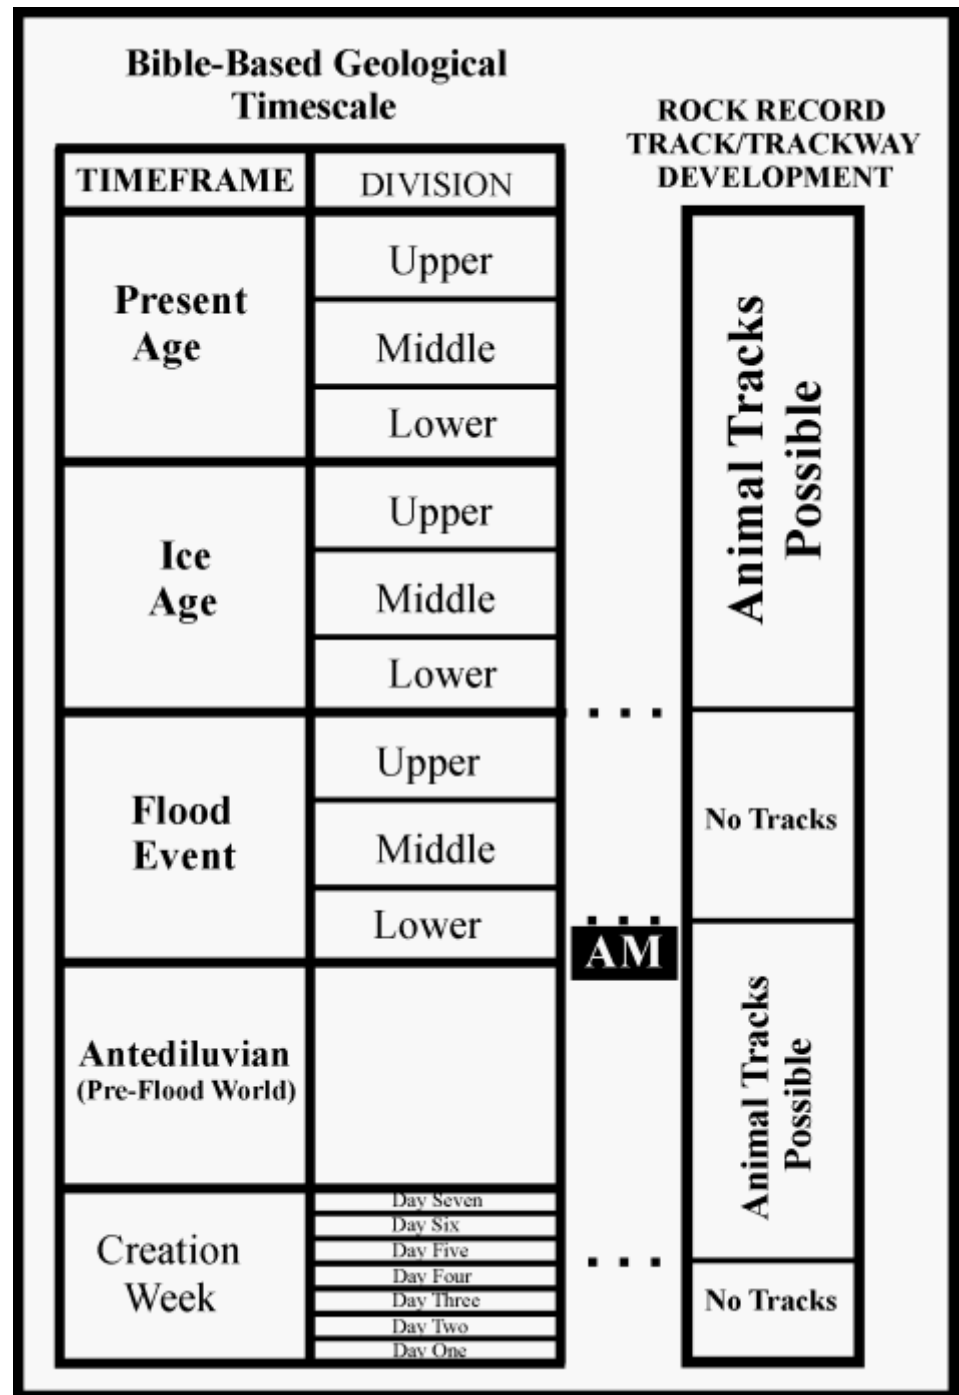 Bible-Based Geological
Timescale
ROCK RECORD
TRACK/TRACKWAY
DEVELOPMENT
TIMEFRAME
DIVISION
Present
Age
Upper
Middle
Lower
Ice
Age
Upper
Middle
Lower
Flood
Event
Upper
Middle
Lower
Antediluvian
(Pre-Flood World)
Creation
Week
Day Seven
Day Six
Day Five
Day Four
Day Three
Day Two
Day One
AM
Animal Tracks
Possible
No Tracks
Animal Tracks
Possible
No Tracks